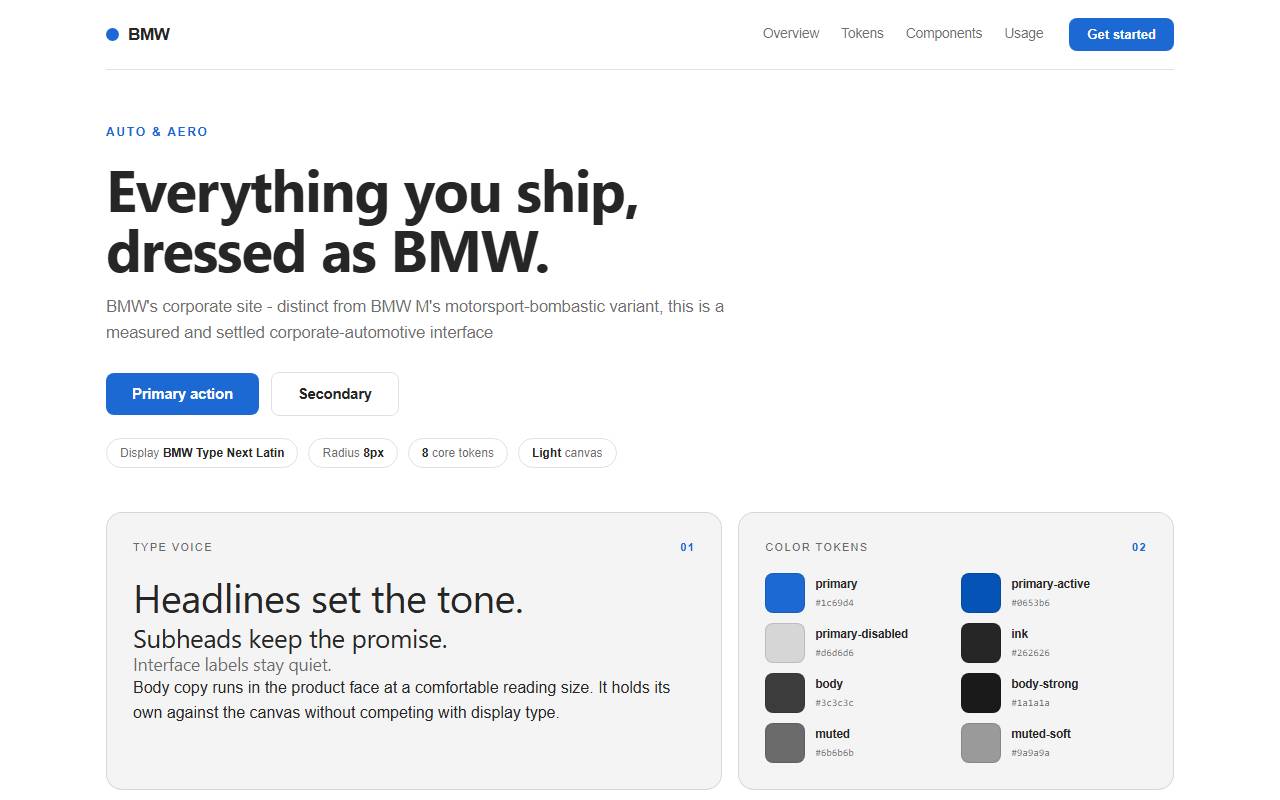 BMW
Overview
Tokens
Components
Usage
Get started
AUTO & AERO
Everything you ship,
dressed as BMW.
BMW's corporate site - distinct from BMW M's motorsport-bombastic variant, this is a
measured and settled corporate-automotive interface
Primary action
Secondary
Display BMW Type Next Latin
Radius 8px
8 core tokens
Light canvas
TYPE VOICE
01
Headlines set the tone.
Subheads keep the promise.
Interface labels stay quiet.
Body copy runs in the product face at a comfortable reading size. It holds its
own against the canvas without competing with display type.
COLOR TOKENS
02
primary
#1c69d4
primary-active
#0653b6
primary-disabled
#d6d6d6
ink
#262626
body
#3c3c3c
body-strong
#1a1a1a
muted
#6b6b6b
muted-soft
#9a9a9a